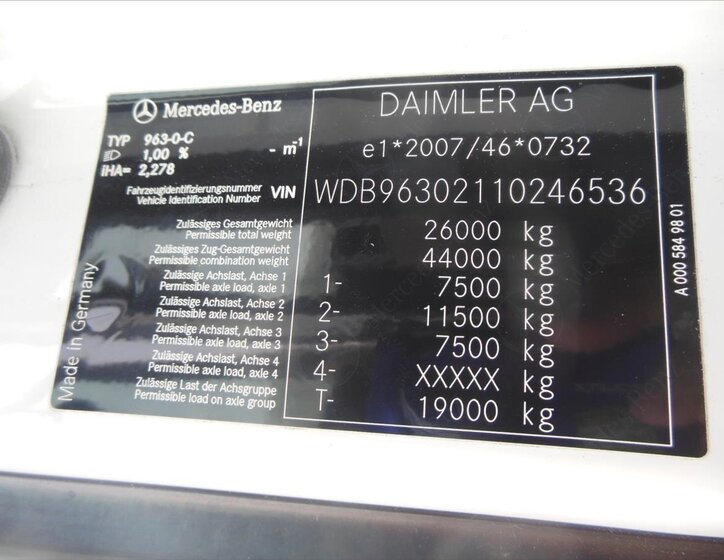 Mercedes-Benz
DAIMLER AG
TYP 963-0-C
1,00 % - m⁻¹
iHA= 2,278
e1*2007/46*0732
Fahrzeugidentifizierungsnummer
Vehicle Identification Number
VIN WDB96302110246536
Zulässiges Gesamtgewicht
Permissible total weight
26000 kg
Zulässiges Zug-Gesamtgewicht
Permissible combination weight
44000 kg
Zulässige Achslast, Achse 1
Permissible axle load, axle 1
1- 7500 kg
Zulässige Achslast, Achse 2
Permissible axle load, axle 2
2- 11500 kg
Zulässige Achslast, Achse 3
Permissible axle load, axle 3
3- 7500 kg
Zulässige Achslast, Achse 4
Permissible axle load, axle 4
4- XXXXX kg
Zulässige Last der Achsgruppe
Permissible load on axle group
T- 19000 kg
Made in Germany
A 000 584 98 01